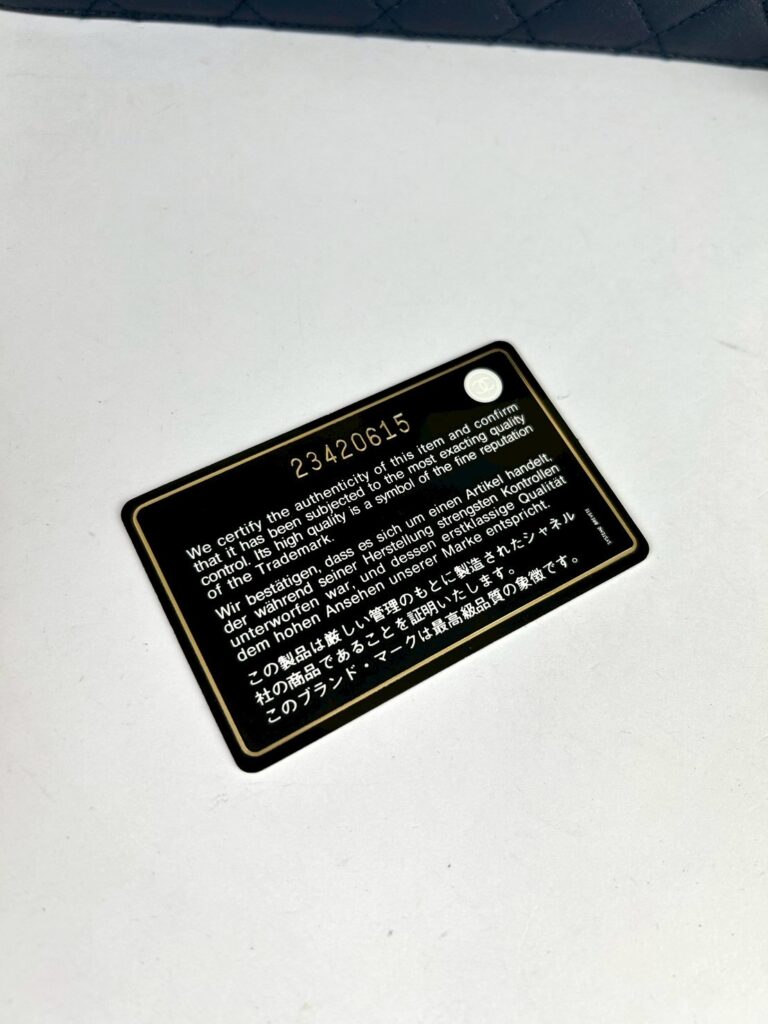 23420615
We certify the authenticity of this item and confirm
that it has been subjected to the most exacting quality
control. Its high quality is a symbol of the fine reputation
of the Trademark.
Wir bestätigen, dass es sich um einen Artikel handelt,
der während seiner Herstellung strengsten Kontrollen
unterworfen war, und dessen erstklassige Qualität
dem hohen Ansehen unserer Marke entspricht.
この製品は厳しい管理のもとに製造されたシャネル
社の商品であることを証明いたします。
このブランド・マークは最高級品質の象徴です。